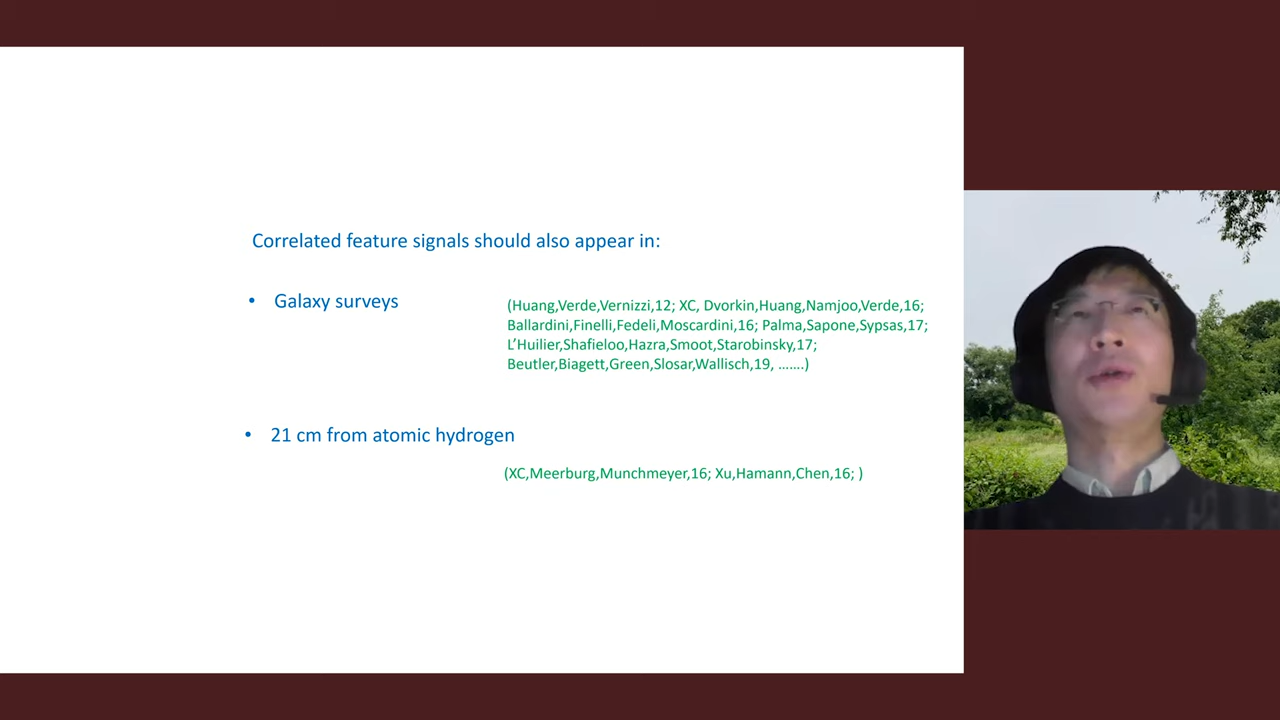 Correlated feature signals should also appear in:
• Galaxy surveys
(Huang,Verde,Vernizzi,12; XC, Dvorkin,Huang,Namjoo,Verde,16;
Ballardini,Finelli,Fedeli,Moscardini,16; Palma,Sapone,Sypsas,17;
L’Huilier,Shafieloo,Hazra,Smoot,Starobinsky,17;
Beutler,Biagett,Green,Slosar,Wallisch,19, …….)
• 21 cm from atomic hydrogen
(XC,Meerburg,Munchmeyer,16; Xu,Hamann,Chen,16; )